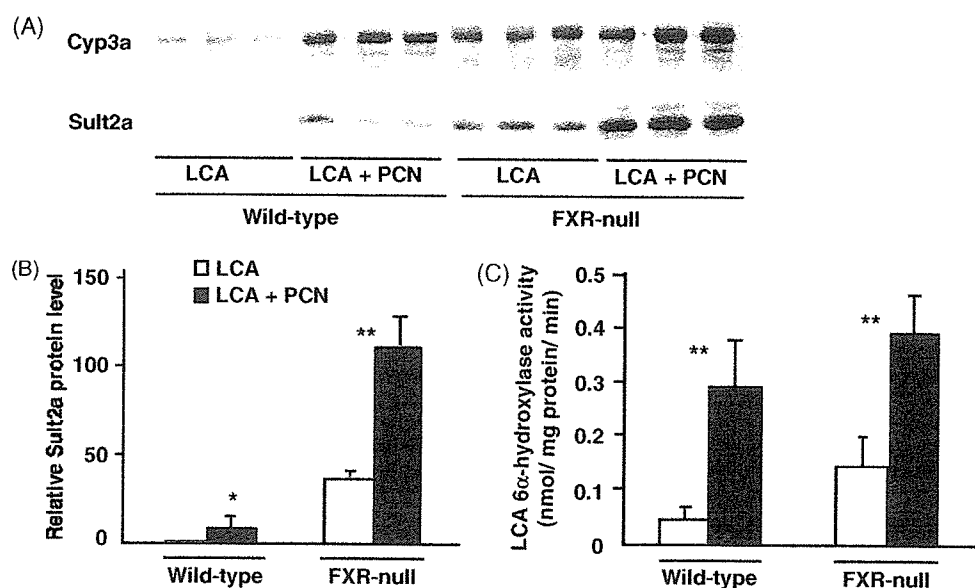 (A)
Cyp3a
Sult2a
LCA LCA + PCN LCA LCA + PCN
Wild-type FXR-null
(B)
LCA
LCA + PCN
Relative Sult2a protein level
150
100
50
0
*
**
Wild-type FXR-null
(C)
LCA 6α-hydroxylase activity
(nmol/ mg protein/ min)
0.5
0.4
0.3
0.2
0.1
0
**
**
Wild-type FXR-null